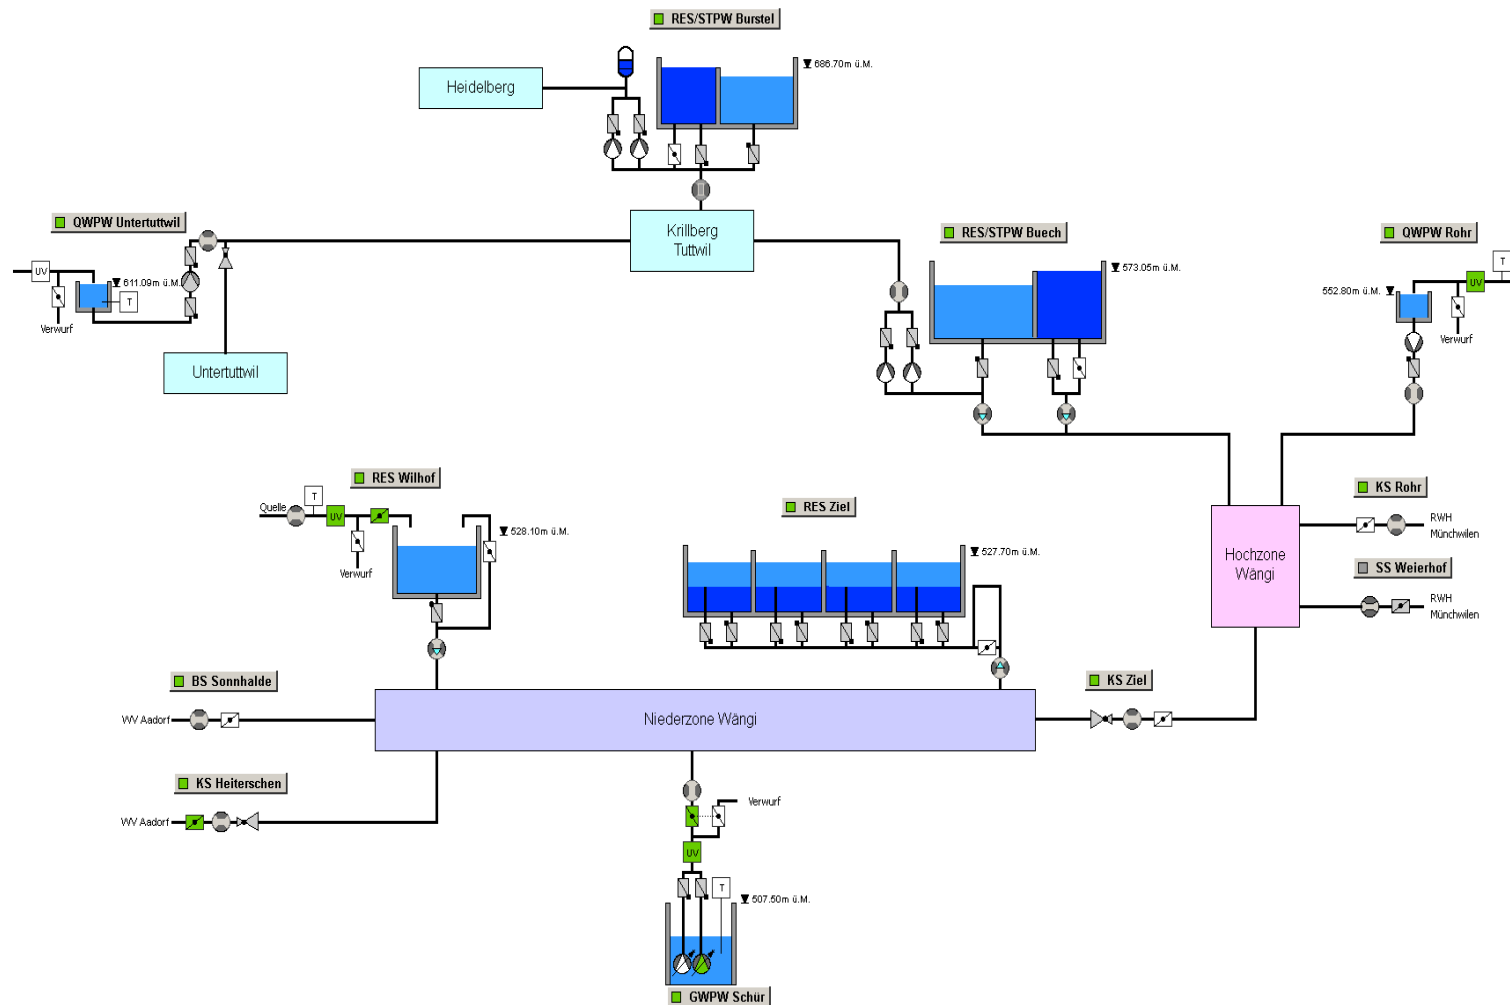 RES/STPW Burstel
686.70m ü.M.
Heidelberg
QWPW Untertuttwil
Krillberg
Tuttwil
RES/STPW Buech
QWPW Rohr
UV
611.09m ü.M.
T
Verwurf
573.05m ü.M.
552.80m ü.M.
UV
T
Verwurf
Untertuttwil
RES Wilhof
Quelle
T
UV
Verwurf
528.10m ü.M.
RES Ziel
527.70m ü.M.
KS Rohr
RWH
Münchwilen
Hochzone
Wängi
SS Weierhof
RWH
Münchwilen
BS Sonnhalde
WV Aadorf
Niederzone Wängi
KS Ziel
KS Heiterschen
WV Aadorf
Verwurf
UV
T
507.50m ü.M.
GWPW Schür